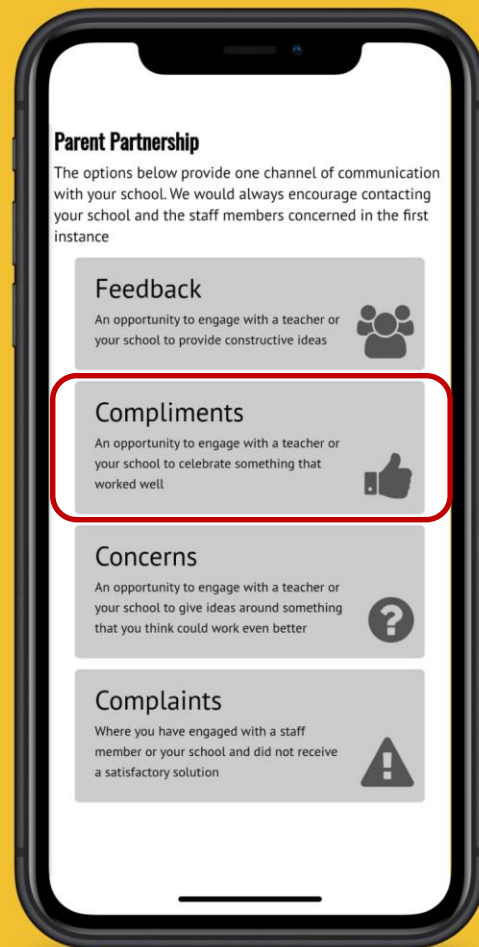 Parent Partnership
The options below provide one channel of communication
with your school. We would always encourage contacting
your school and the staff members concerned in the first
instance
Feedback
An opportunity to engage with a teacher or
your school to provide constructive ideas
Compliments
An opportunity to engage with a teacher or
your school to celebrate something that
worked well
Concerns
An opportunity to engage with a teacher or
your school to give ideas around something
that you think could work even better
Complaints
Where you have engaged with a staff
member or your school and did not receive
a satisfactory solution